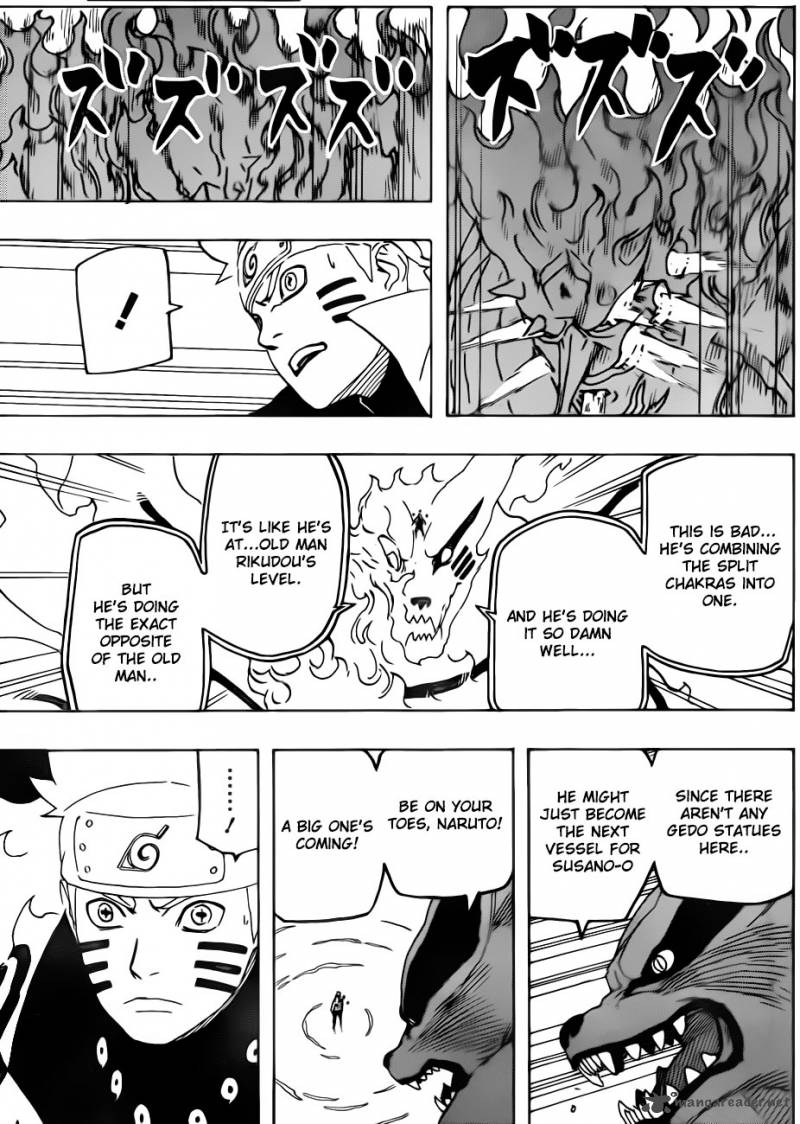 ズズズ
ズズズズ
!
THIS IS BAD...
HE'S COMBINING
THE SPLIT
CHAKRAS INTO
ONE.
AND HE'S DOING
IT SO DAMN
WELL...
IT'S LIKE HE'S
AT...OLD MAN
RIKUDOU'S
LEVEL.
BUT
HE'S DOING
THE EXACT
OPPOSITE
OF THE OLD
MAN..
SINCE THERE
AREN'T ANY
GEDO STATUES
HERE..
HE MIGHT
JUST BECOME
THE NEXT
VESSEL FOR
SUSANO-O
BE ON YOUR
TOES, NARUTO!
A BIG ONE'S
COMING!
......!
mangareader.net